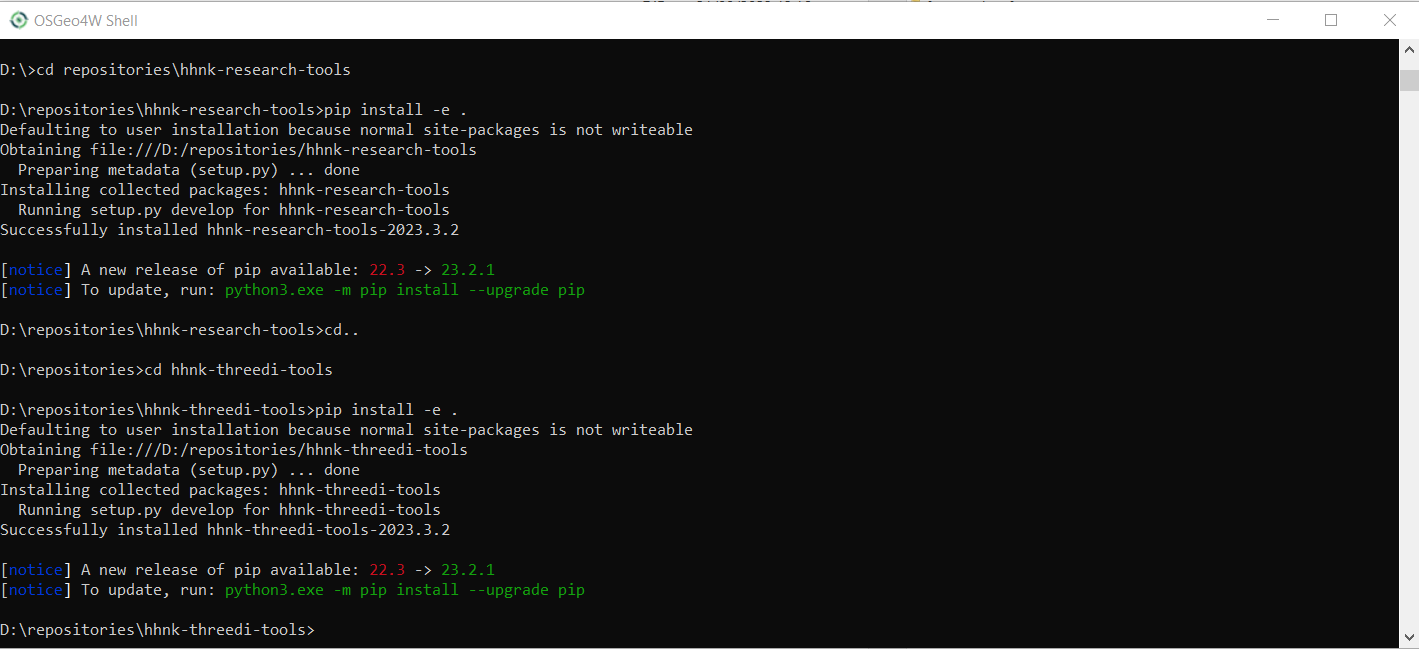 OSGeo4W Shell
D:\>cd repositories\hhnk-research-tools
D:\repositories\hhnk-research-tools>pip install -e .
Defaulting to user installation because normal site-packages is not writeable
Obtaining file:///D:/repositories/hhnk-research-tools
  Preparing metadata (setup.py) ... done
Installing collected packages: hhnk-research-tools
  Running setup.py develop for hhnk-research-tools
Successfully installed hhnk-research-tools-2023.3.2
[notice] A new release of pip available: 22.3 -> 23.2.1
[notice] To update, run: python3.exe -m pip install --upgrade pip
D:\repositories\hhnk-research-tools>cd..
D:\repositories>cd hhnk-threedi-tools
D:\repositories\hhnk-threedi-tools>pip install -e .
Defaulting to user installation because normal site-packages is not writeable
Obtaining file:///D:/repositories/hhnk-threedi-tools
  Preparing metadata (setup.py) ... done
Installing collected packages: hhnk-threedi-tools
  Running setup.py develop for hhnk-threedi-tools
Successfully installed hhnk-threedi-tools-2023.3.2
[notice] A new release of pip available: 22.3 -> 23.2.1
[notice] To update, run: python3.exe -m pip install --upgrade pip
D:\repositories\hhnk-threedi-tools>